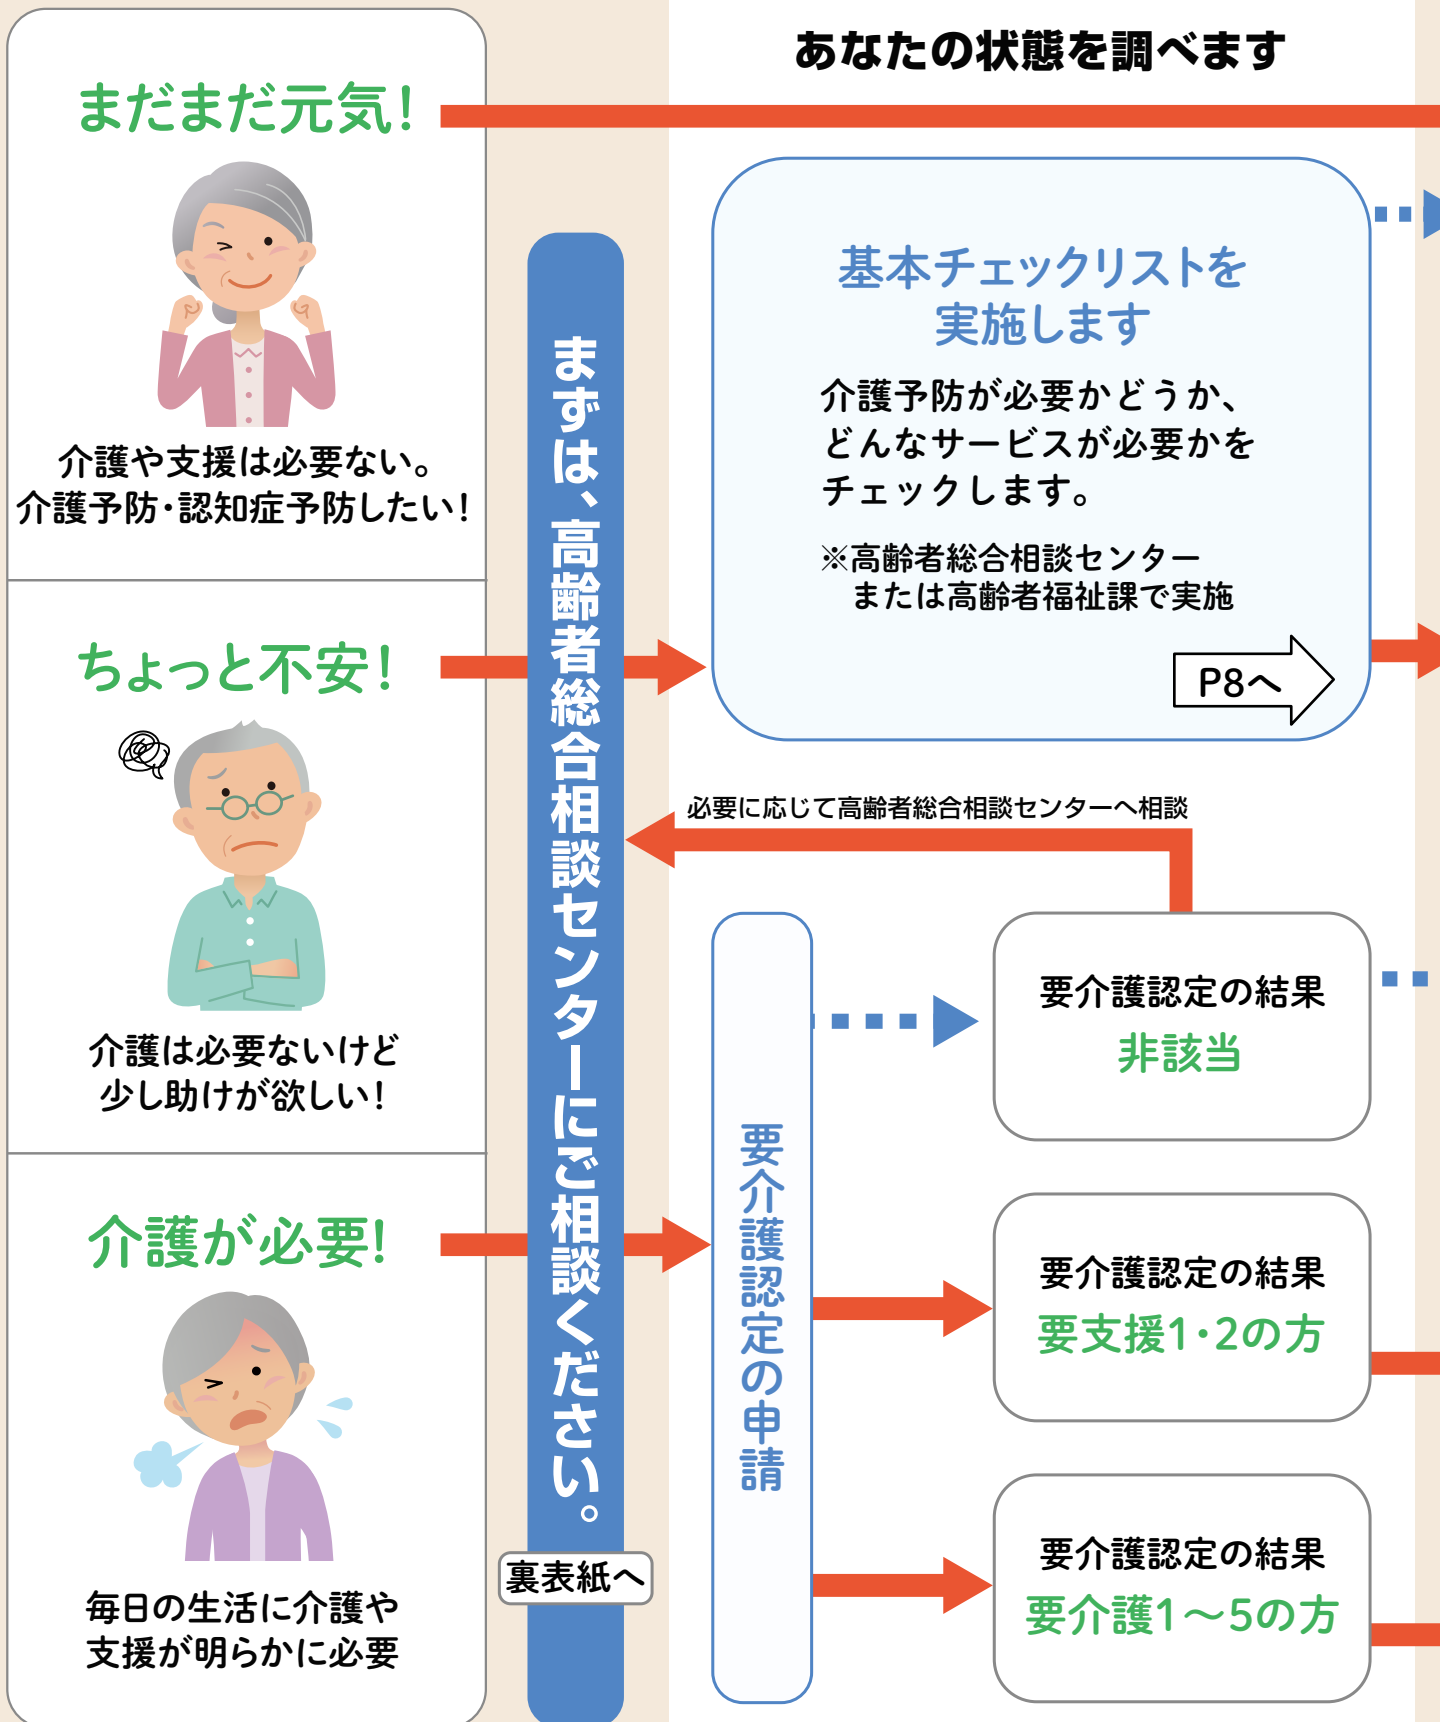 まだまだ元気！
介護や支援は必要ない。
介護予防・認知症予防したい！
ちょっと不安！
介護は必要ないけど
少し助けが欲しい！
介護が必要！
毎日の生活に介護や
支援が明らかに必要
まずは、高齢者総合相談センターにご相談ください。
裏表紙へ
あなたの状態を調べます
基本チェックリストを
実施します
介護予防が必要かどうか、
どんなサービスが必要かを
チェックします。
※高齢者総合相談センター
または高齢者福祉課で実施
P8へ
必要に応じて高齢者総合相談センターへ相談
要介護認定の申請
要介護認定の結果
非該当
要介護認定の結果
要支援1・2の方
要介護認定の結果
要介護1～5の方